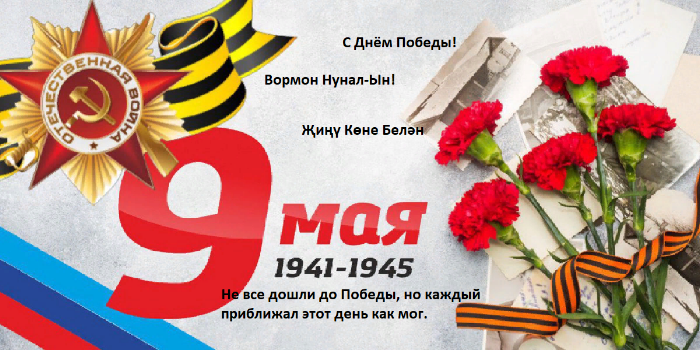 С Днём Победы!
Вормон Нунал-Ын!
Җиңү Көне Белән
ОТЕЧЕСТВЕННАЯ ВОЙНА
9 мая
1941-1945
Не все дошли до Победы, но каждый
приближал этот день как мог.